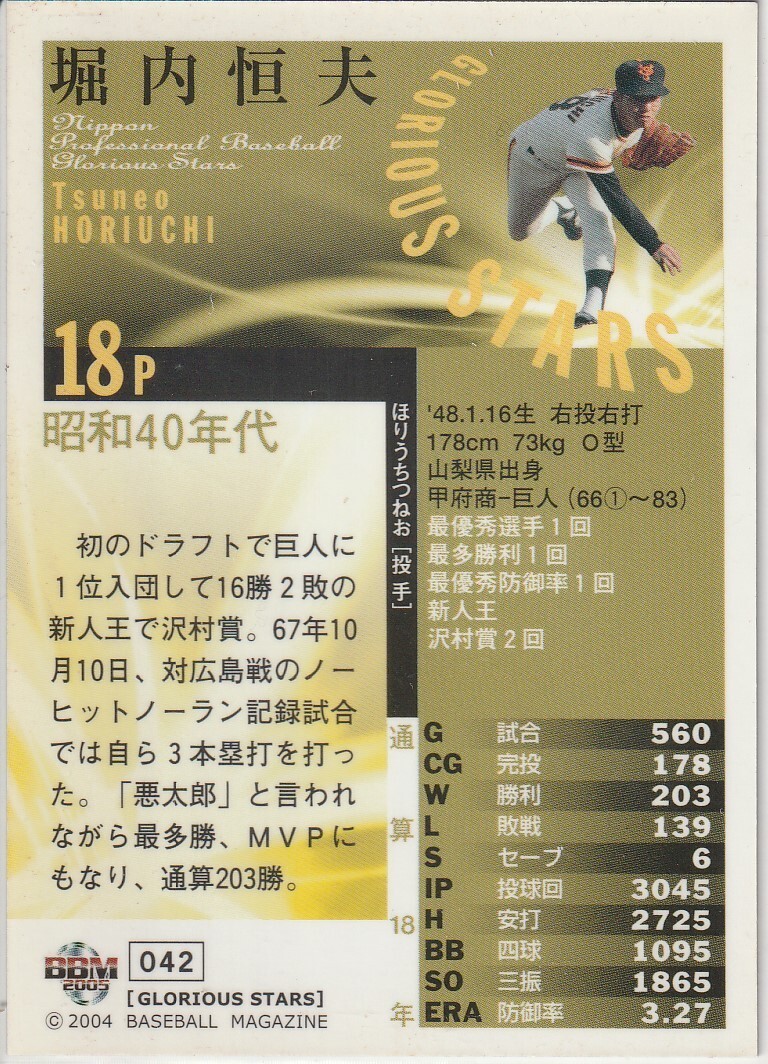 堀内恒夫
Nippon
Professional Baseball
Glorious Stars
Tsuneo
HORIUCHI
GLORIOUS STARS
18P
昭和40年代
初のドラフトで巨人に
1位入団して16勝2敗の
新人王で沢村賞。67年10
月10日、対広島戦のノー
ヒットノーラン記録試合
では自ら3本塁打を打っ
た。「悪太郎」と言われ
ながら最多勝、MVPに
もなり、通算203勝。
ほりうちつねお [投手]
'48.1.16生 右投右打
178cm 73kg O型
山梨県出身
甲府商−巨人（66①～83）
最優秀選手1回
最多勝利1回
最優秀防御率1回
新人王
沢村賞2回
通算18年
G 試合 560
CG 完投 178
W 勝利 203
L 敗戦 139
S セーブ 6
IP 投球回 3045
H 安打 2725
BB 四球 1095
SO 三振 1865
ERA 防御率 3.27
BBM
2005
042
[GLORIOUS STARS]
©2004 BASEBALL MAGAZINE